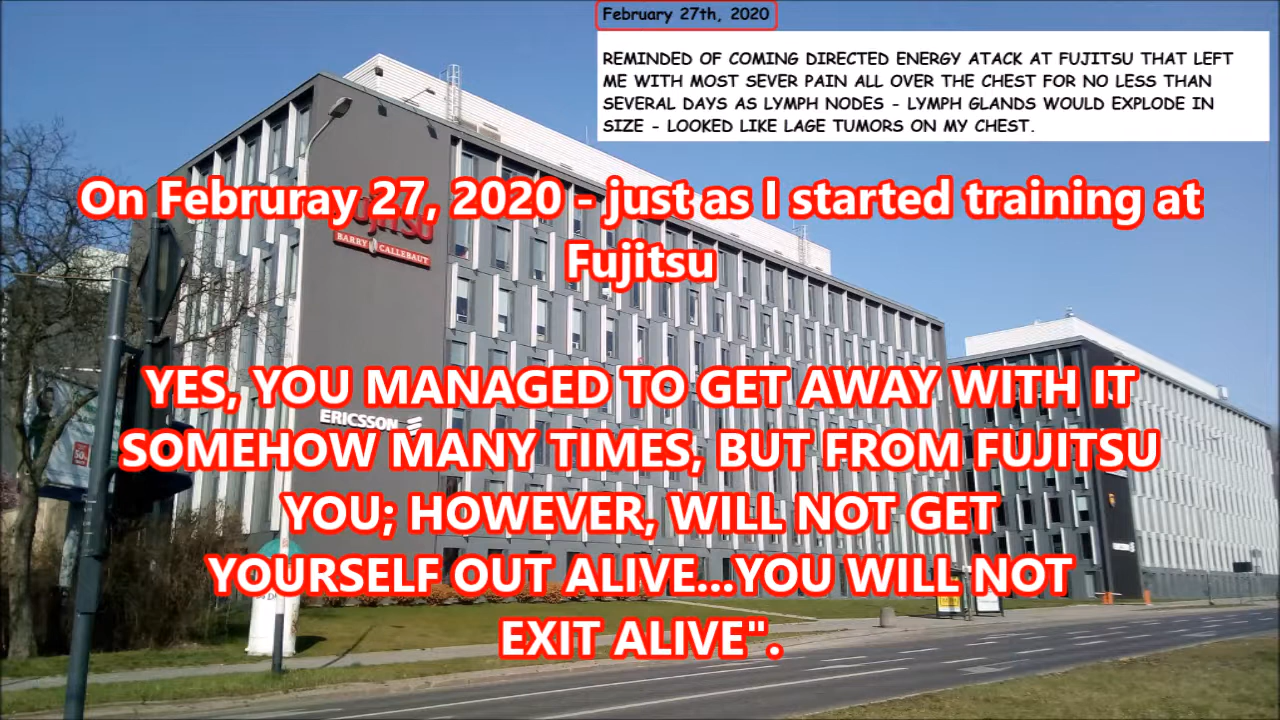 February 27th, 2020
REMINDED OF COMING DIRECTED ENERGY ATACK AT FUJITSU THAT LEFT
ME WITH MOST SEVER PAIN ALL OVER THE CHEST FOR NO LESS THAN
SEVERAL DAYS AS LYMPH NODES - LYMPH GLANDS WOULD EXPLODE IN
SIZE - LOOKED LIKE LAGE TUMORS ON MY CHEST.
On Februray 27, 2020 - just as I started training at
Fujitsu
BARRY CALLEBAUT
YES, YOU MANAGED TO GET AWAY WITH IT
ERICSSON
SOMEHOW MANY TIMES, BUT FROM FUJITSU
YOU; HOWEVER, WILL NOT GET
YOURSELF OUT ALIVE...YOU WILL NOT
EXIT ALIVE".